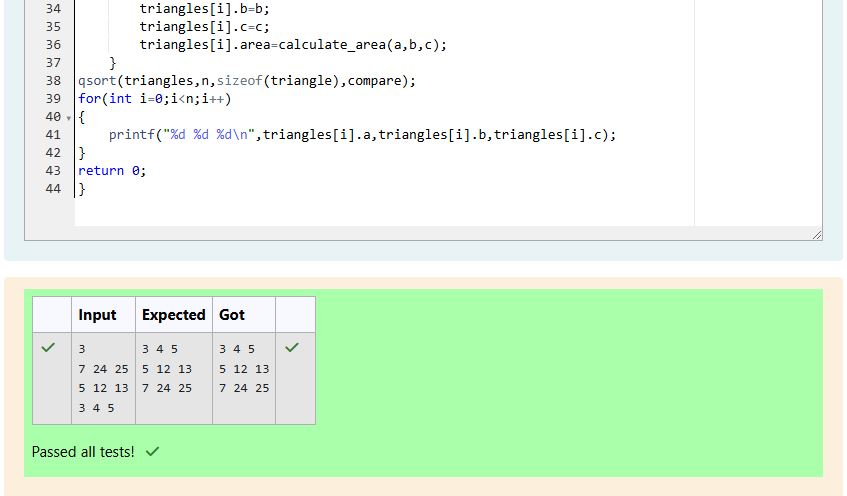 34 triangles[i].b=b;
35 triangles[i].c=c;
36 triangles[i].area=calculate_area(a,b,c);
37 }
38 qsort(triangles,n,sizeof(triangle),compare);
39 for(int i=0;i<n;i++)
40 {
41 printf("%d %d %d\n",triangles[i].a,triangles[i].b,triangles[i].c);
42 }
43 return 0;
44 }
Input Expected Got
3 3 4 5 3 4 5
7 24 25 5 12 13 5 12 13
5 12 13 7 24 25 7 24 25
3 4 5
Passed all tests!